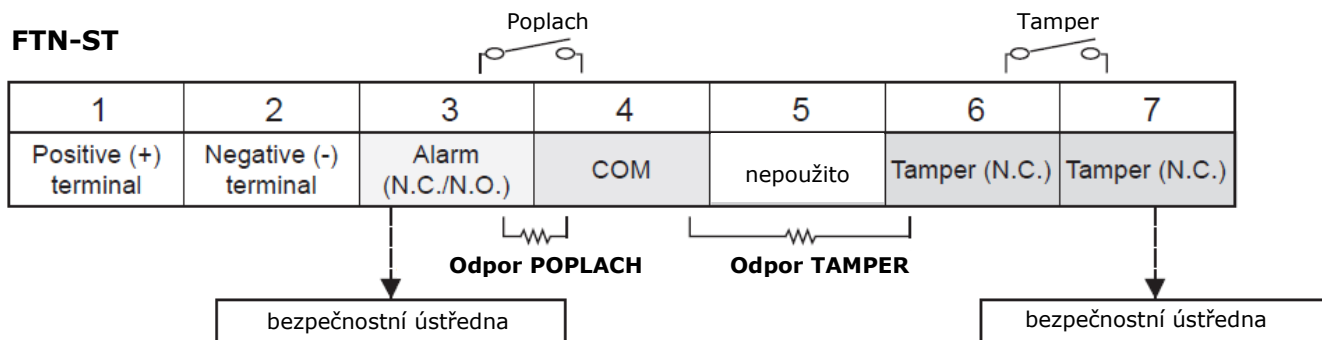 Poplach
Tamper
FTN-ST
1 2 3 4 5 6 7
Positive (+) terminal
Negative (-) terminal
Alarm (N.C./N.O.)
COM
nepoužito
Tamper (N.C.)
Tamper (N.C.)
Odpor POPLACH
Odpor TAMPER
bezpečnostní ústředna
bezpečnostní ústředna